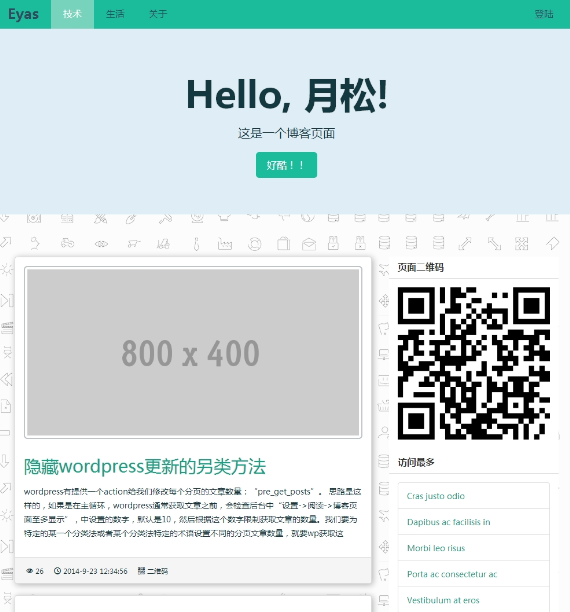 Eyas 技术 生活 关于 登陆
Hello, 月松!
这是一个博客页面
好酷！！
800 x 400
隐藏wordpress更新的另类方法
wordpress有提供一个action给我们修改每个分页的文章数量：“pre_get_posts”。 思路是这
样的，如果是在主循环，wordpress通常获取文章之前，会检查后台中“设置->阅读->博客页
面至多显示”，中设置的数字，默认是10，然后根据这个数字限制获取文章的数量。我们要为
特定的某一个分类法或者某个分类法特定的术语设置不同的分页文章数量，就要wp获取这
26 2014-9-23 12:34:56 二维码
页面二维码
访问最多
Cras justo odio
Dapibus ac facilisis in
Morbi leo risus
Porta ac consectetur ac
Vestibulum at eros